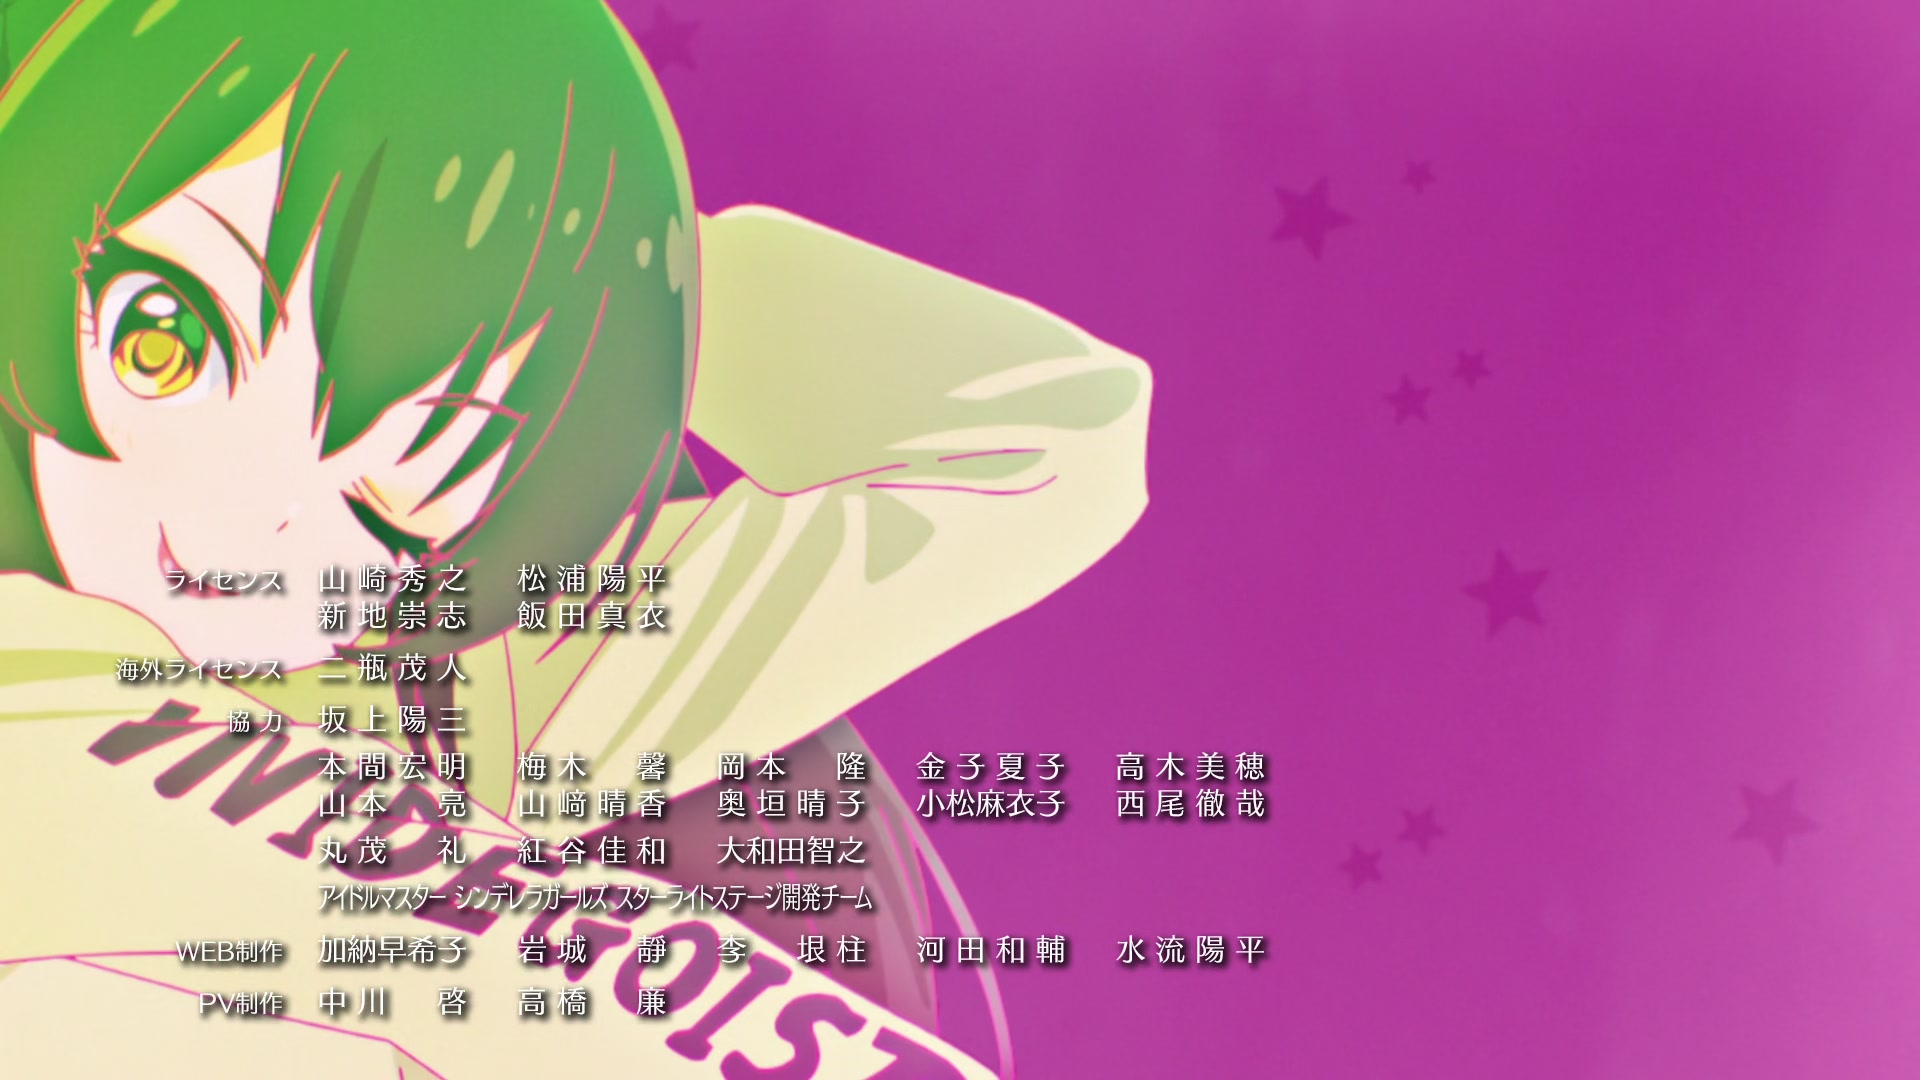 ライセンス 山崎秀之 松浦陽平
新地崇志 飯田真衣
海外ライセンス 二瓶茂人
協力 坂上陽三
本間宏明 梅木馨 岡本隆 金子夏子 高木美穂
山本亮 山﨑晴香 奥垣晴子 小松麻衣子 西尾徹哉
丸茂礼 紅谷佳和 大和田智之
アイドルマスター シンデレラガールズ スターライトステージ開発チーム
WEB制作 加納早希子 岩城靜 李垠柱 河田和輔 水流陽平
PV制作 中川啓 高橋廉
INDEGOIST